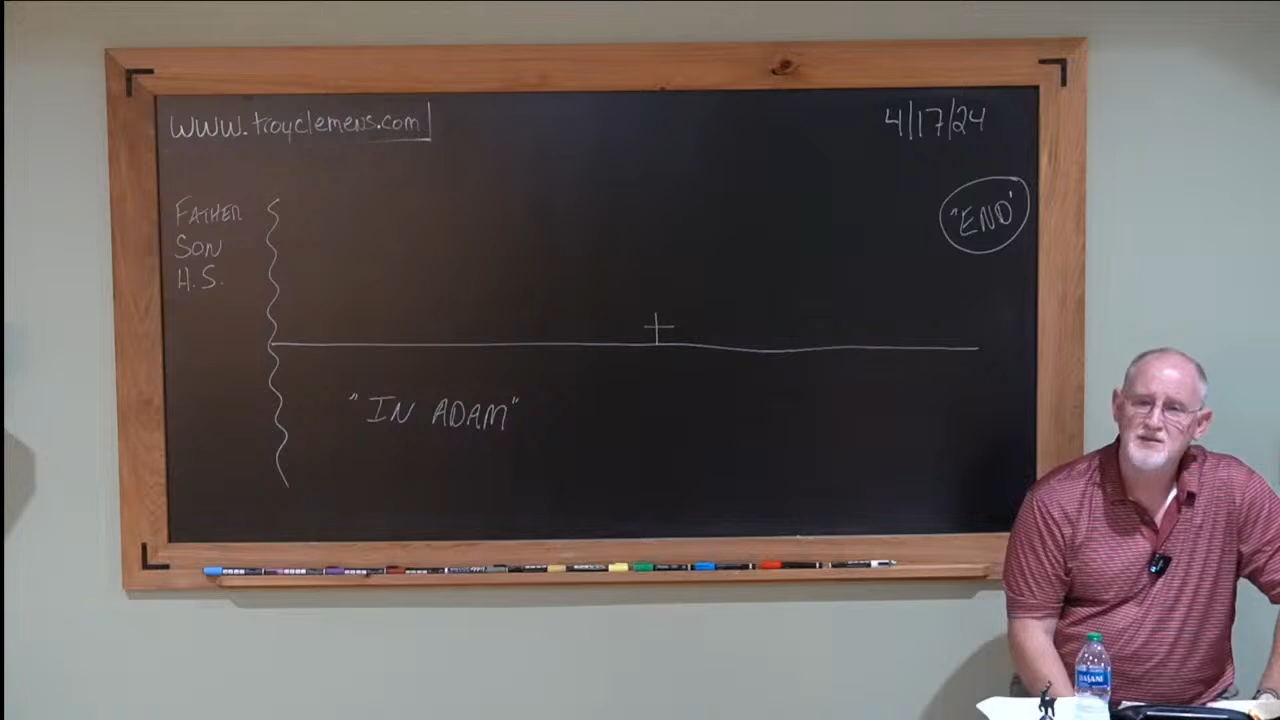 www.troyclemens.com
4/17/24
FATHER
SON
H.S.
"END"
"IN ADAM"
DASANI